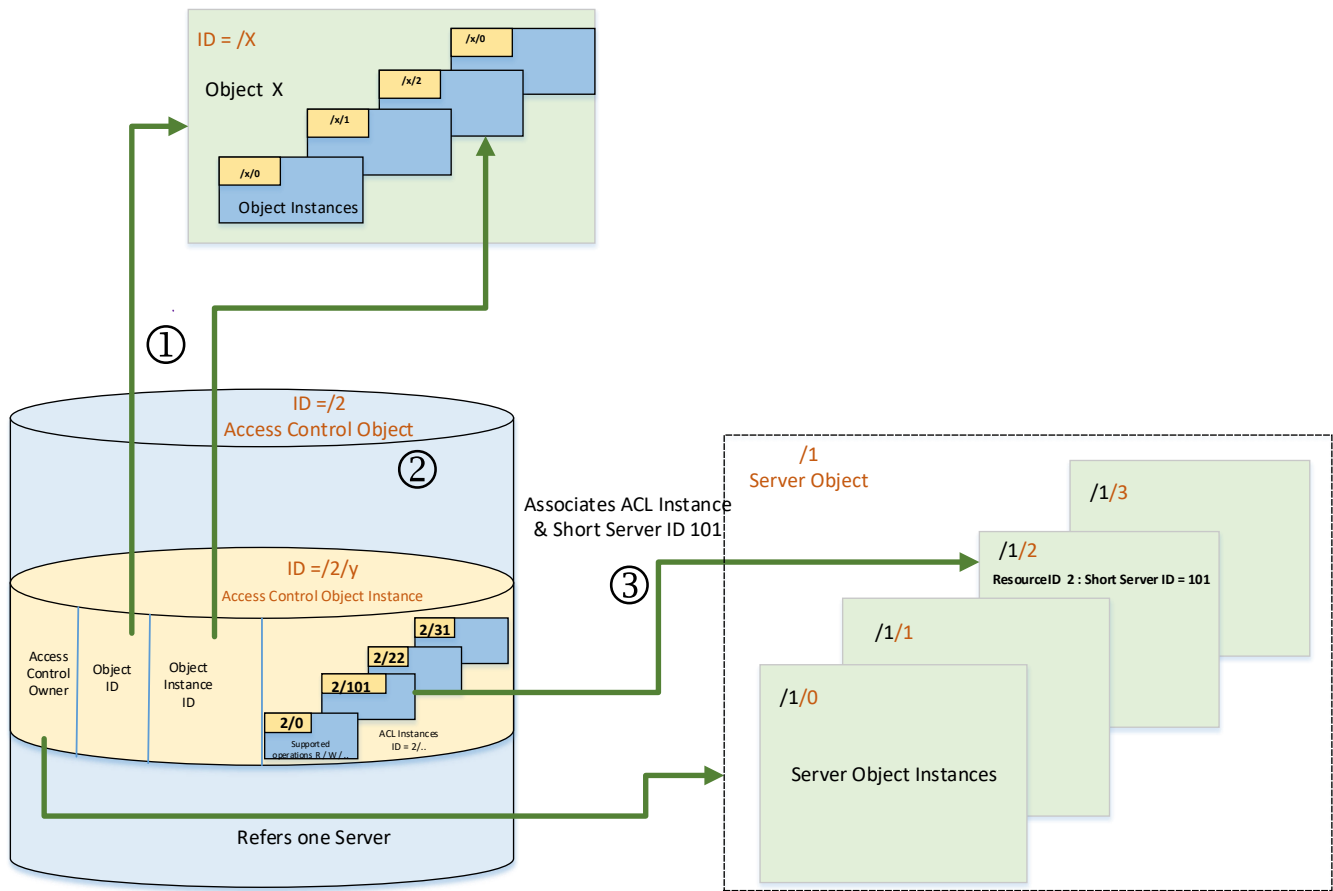 ID = /X
Object X
/x/0
/x/2
/x/1
/x/0
Object Instances
①
ID =/2
Access Control Object
②
ID =/2/y
Access Control Object Instance
Access
Control
Owner
Object
ID
Object
Instance
ID
2/31
2/22
2/101
2/0
Supported
operations R / W / ..
ACL Instances
ID = 2/..
Refers one Server
Associates ACL Instance
& Short Server ID 101
③
/1
Server Object
/1/3
/1/2
ResourceID 2 : Short Server ID = 101
/1/1
/1/0
Server Object Instances